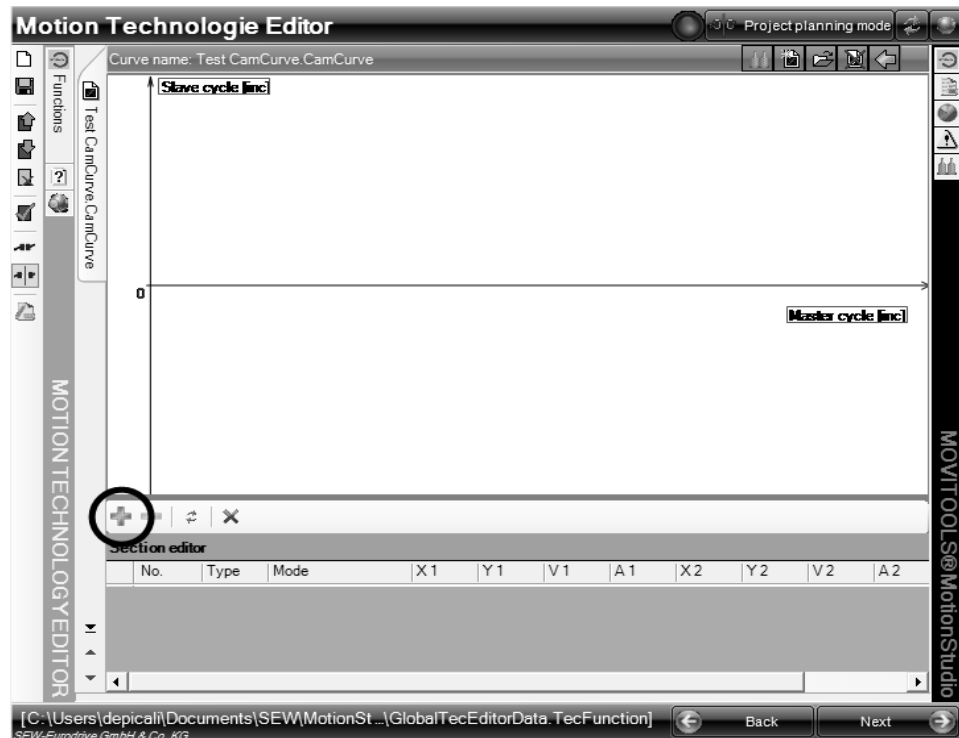 Motion Technologie Editor
Project planning mode
Curve name: Test CamCurve.CamCurve
Functions
Test CamCurve.CamCurve
Slave cycle [inc]
0
Master cycle [inc]
MOTION TECHNOLOGY EDITOR
MOVITOOLS® MotionStudio
Section editor
No. Type Mode X 1 Y 1 V 1 A 1 X 2 Y 2 V 2 A 2
[C:\Users\depicali\Documents\SEW\MotionSt...\GlobalTecEditorData.TecFunction]
Back
Next
SEW-Eurodrive GmbH & Co. KG